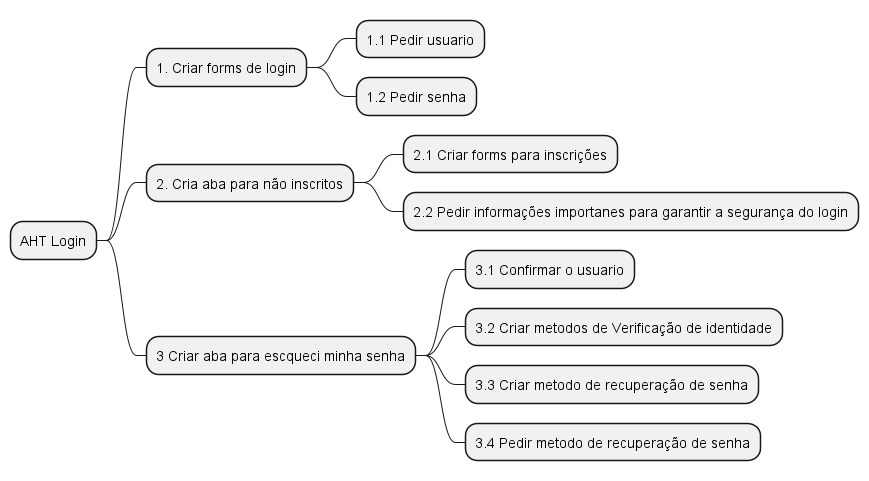 AHT Login
1. Criar forms de login
1.1 Pedir usuario
1.2 Pedir senha
2. Cria aba para não inscritos
2.1 Criar forms para inscrições
2.2 Pedir informações importanes para garantir a segurança do login
3 Criar aba para escqueci minha senha
3.1 Confirmar o usuario
3.2 Criar metodos de Verificação de identidade
3.3 Criar metodo de recuperação de senha
3.4 Pedir metodo de recuperação de senha